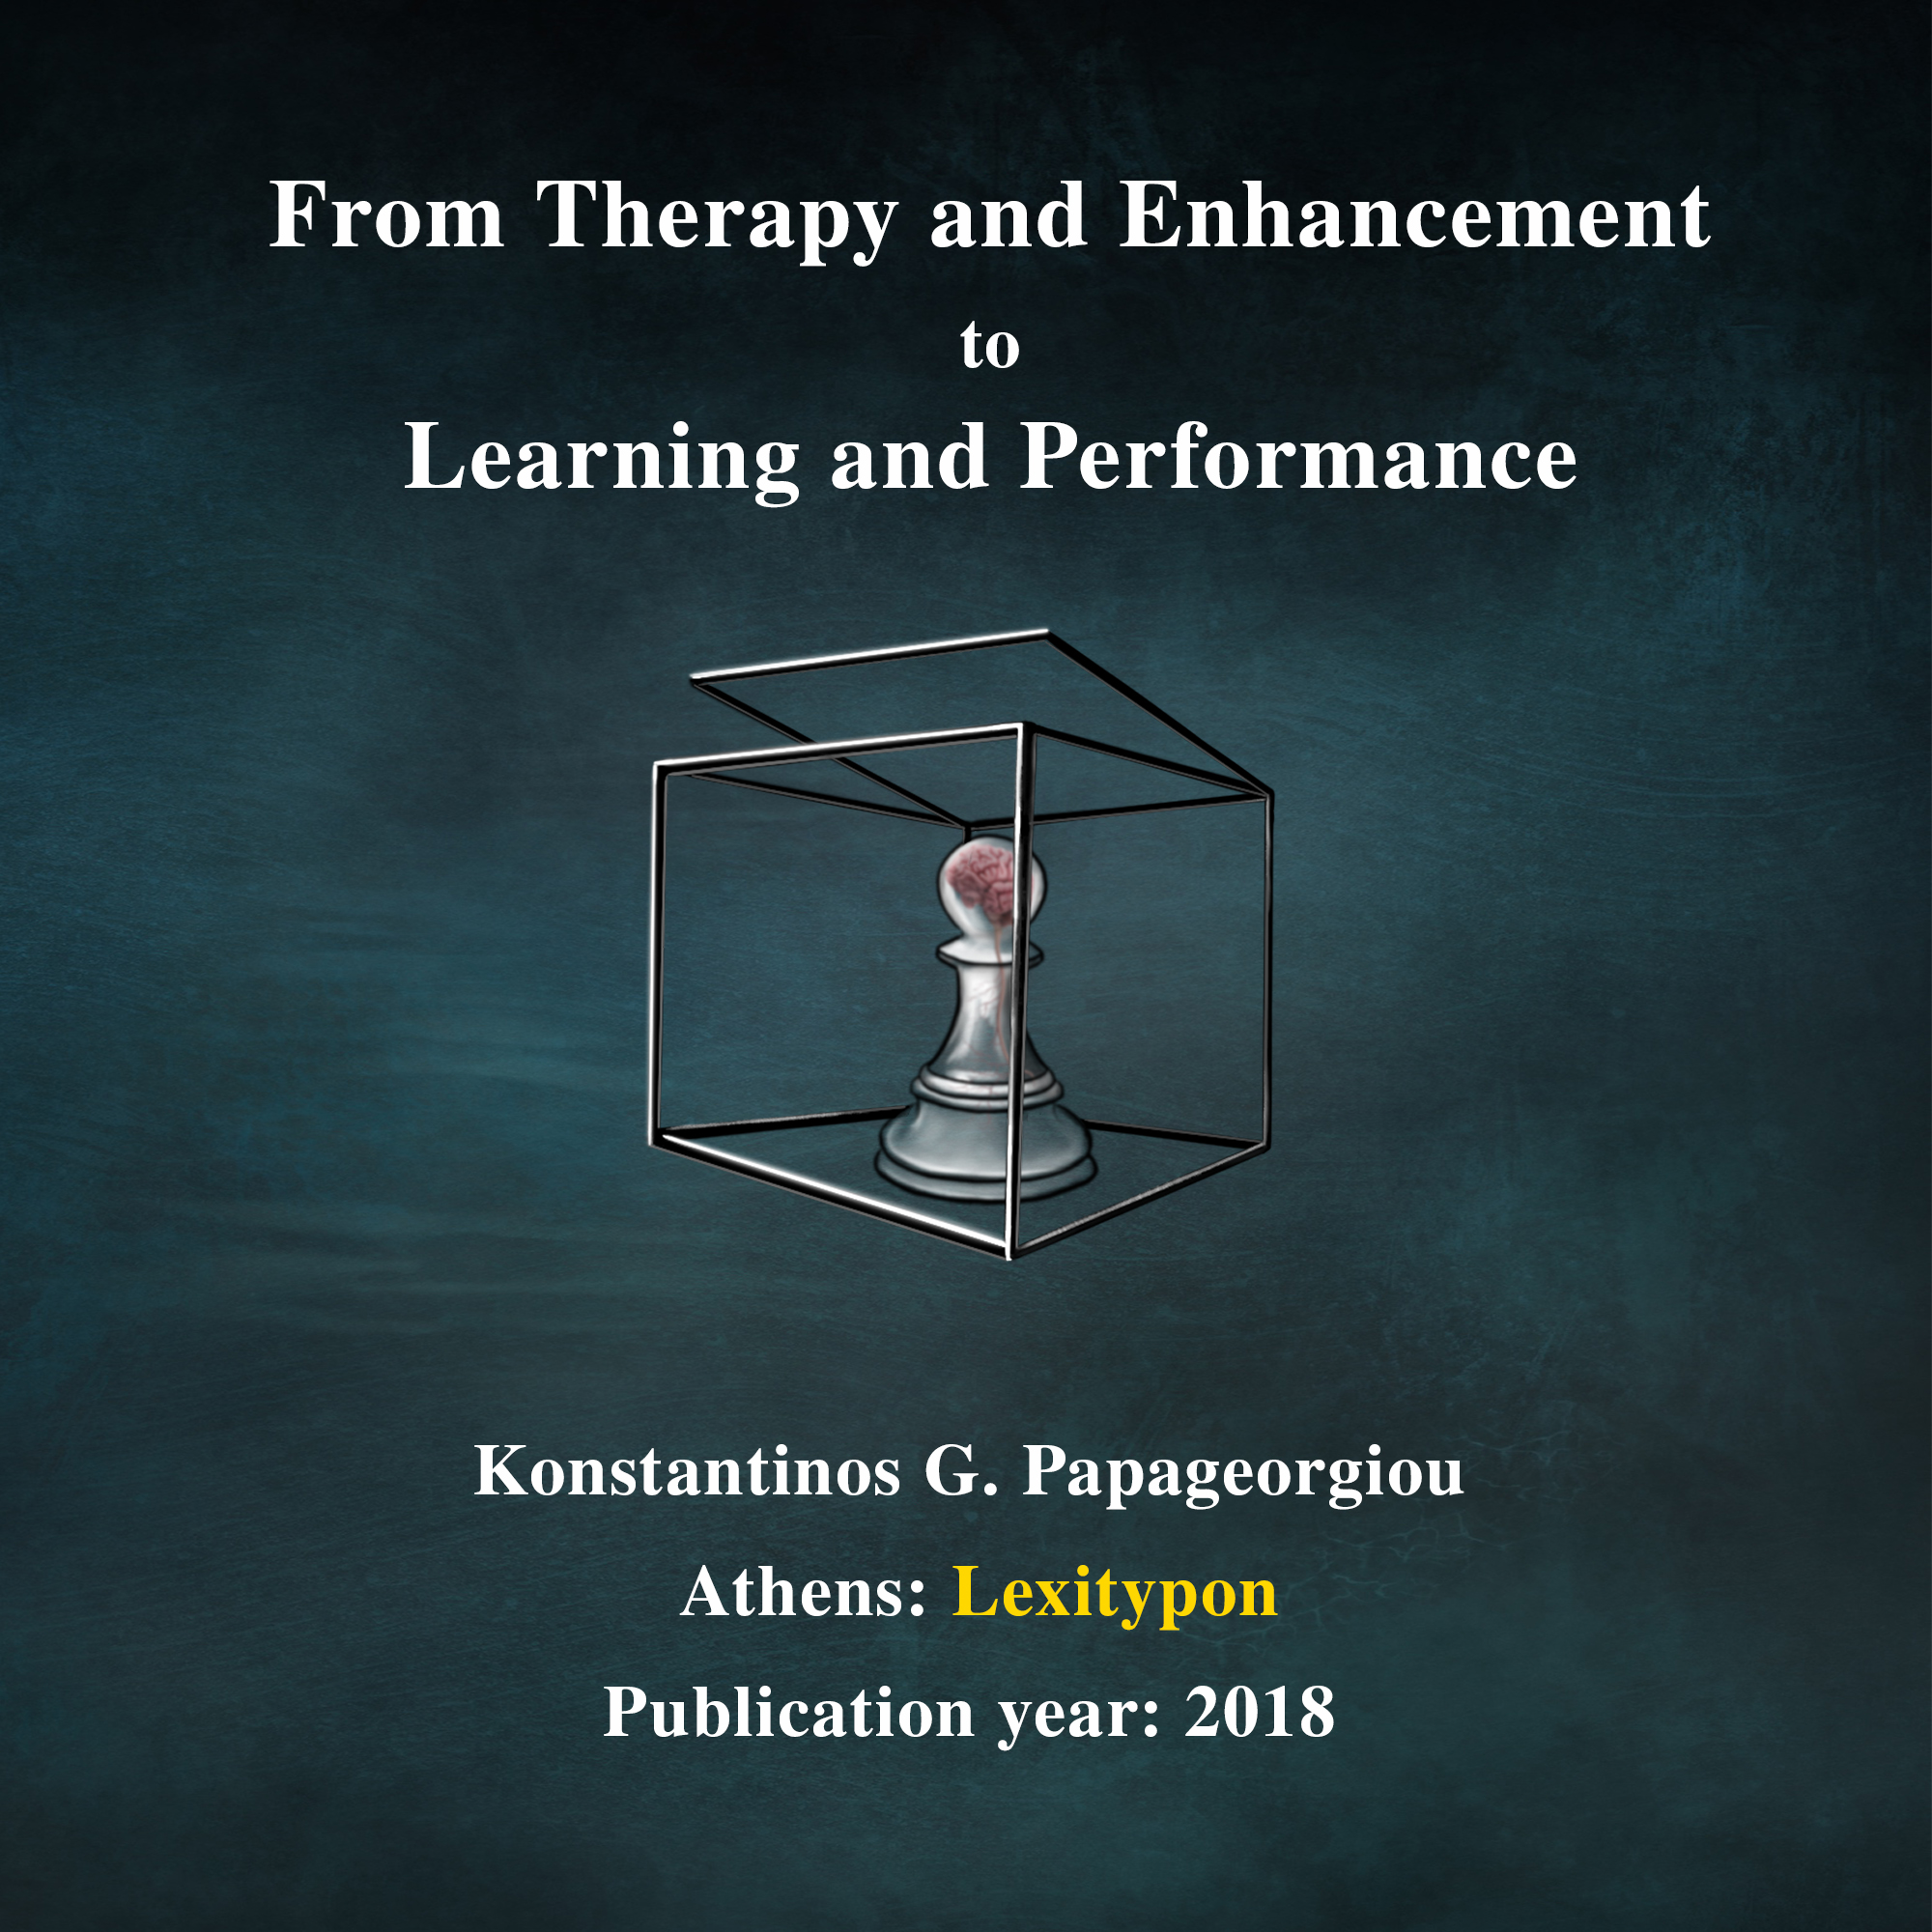 From Therapy and Enhancement
to
Learning and Performance
Konstantinos G. Papageorgiou
Athens: Lexitypon
Publication year: 2018